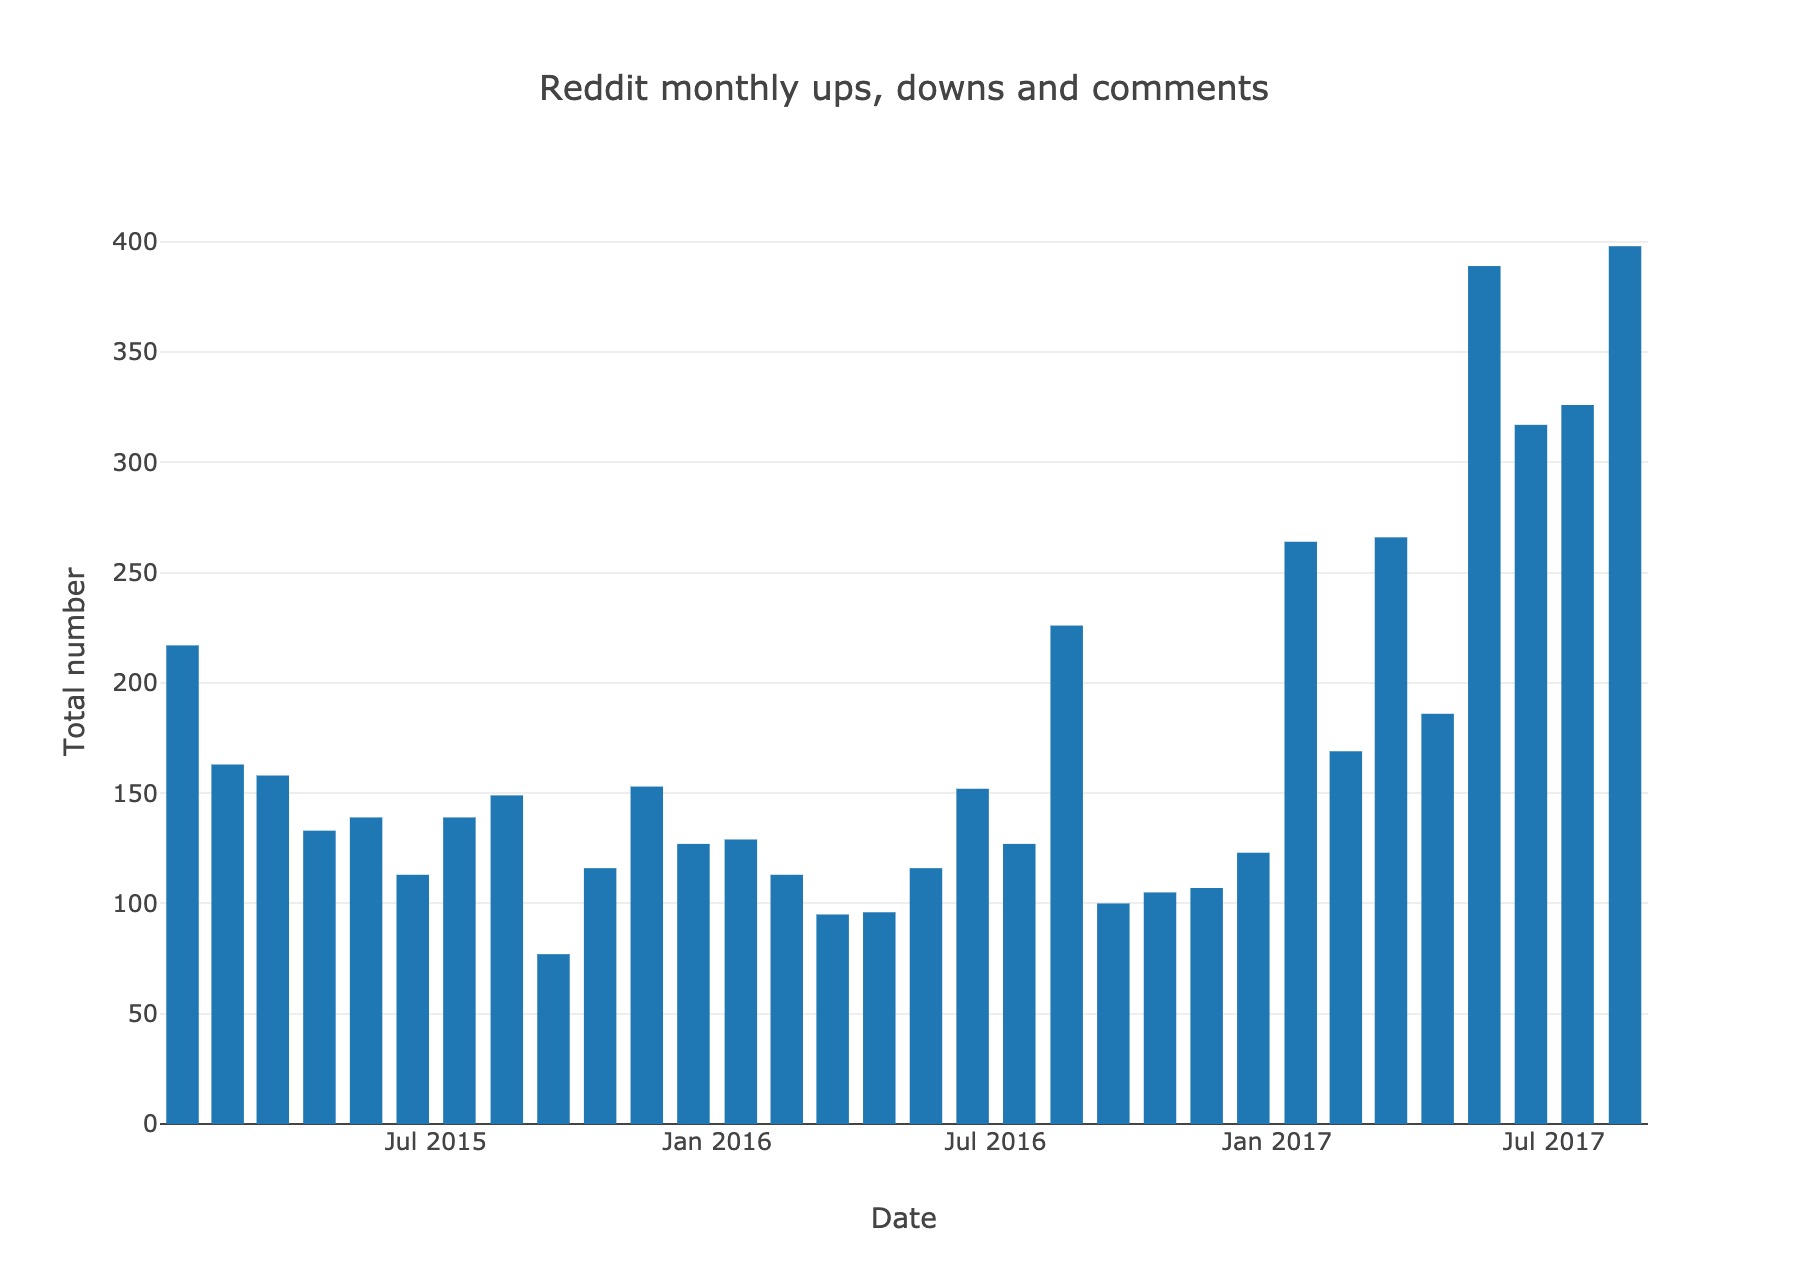 Reddit monthly ups, downs and comments
400
350
300
250
200
150
100
50
0
Total number
Jul 2015
Jan 2016
Jul 2016
Jan 2017
Jul 2017
Date